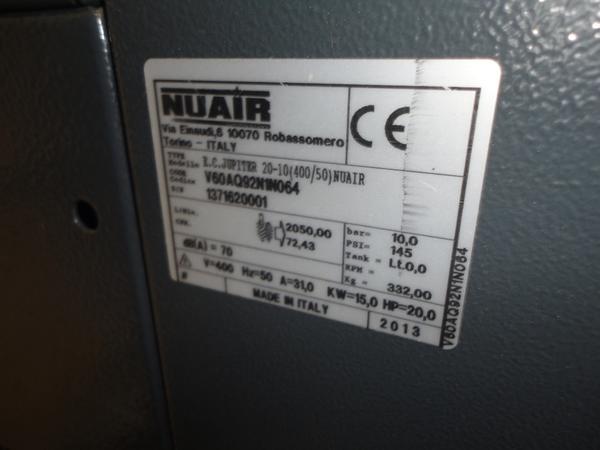 NUAIR
Via Einaudi,6 10070 Robassomero
Torino - ITALY
CE
TYPE
Modello R.C.JUPITER 20-10(400/50)NUAIR
CODE
Codice V60AQ92N1N064
S/N 1371620001
L/Min. 2050,00
CFM. 72,43
dB(A) = 70
bar= 10,0
PSI= 145
Tank = Lt.0,0
RPM =
Kg = 332,00
V=400 Hz=50 A=31,0 KW=15,0 HP=20,0
# MADE IN ITALY 2013
V60AQ92N1N064